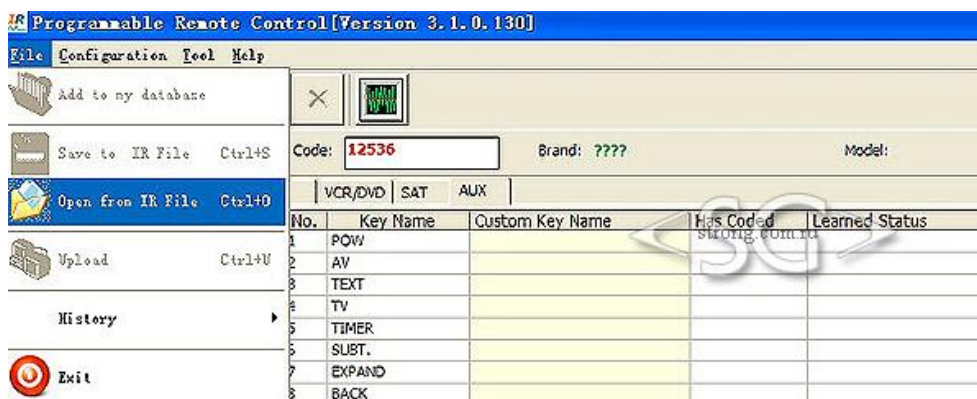 IR Programmable Remote Control[Version 3.1.0.130]
File Configuration Tool Help
Add to my database
Save to IR File Ctrl+S
Open from IR File Ctrl+O
Upload Ctrl+U
History
Exit
Code: 12536 Brand: ???? Model:
VCR/DVD SAT AUX
No. Key Name Custom Key Name Has Coded Learned Status
1 POW
2 AV
3 TEXT
4 TV
5 TIMER
6 SUBT.
7 EXPAND
8 BACK
SG
strong.com.ru